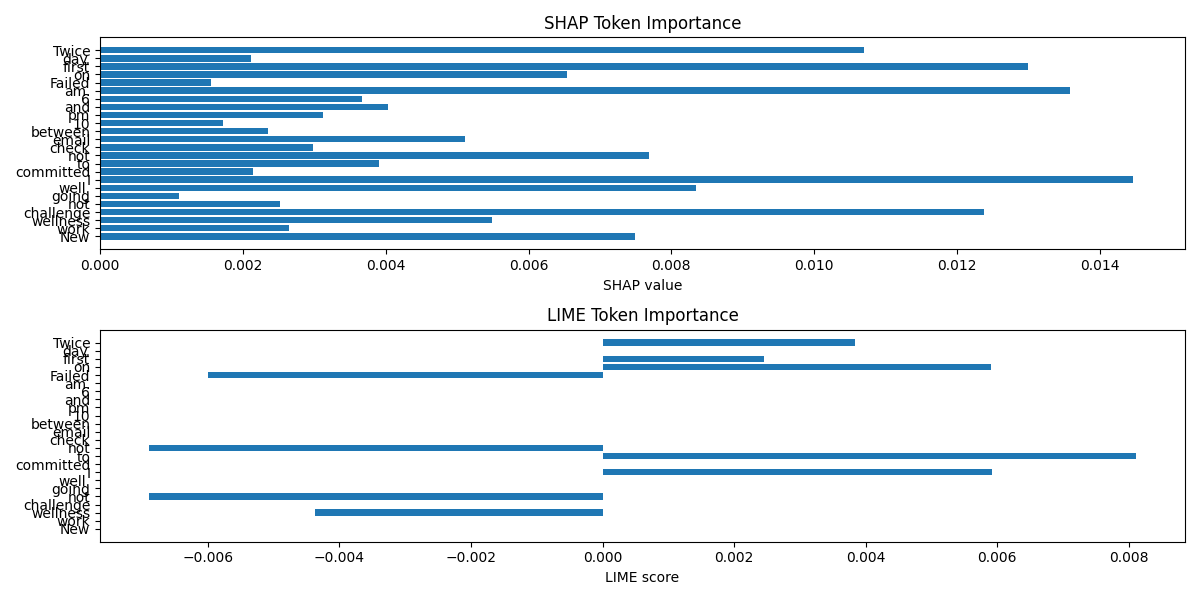 SHAP Token Importance
Twice
day.
first
on
Failed
am.
6
and
pm
10
between
email
check
not
to
committed
I
well.
going
not
challenge
wellness
work
New
0.000 0.002 0.004 0.006 0.008 0.010 0.012 0.014
SHAP value
LIME Token Importance
Twice
day.
first
on
Failed
am.
6
and
pm
10
between
email
check
not
to
committed
I
well.
going
not
challenge
wellness
work
New
−0.006 −0.004 −0.002 0.000 0.002 0.004 0.006 0.008
LIME score